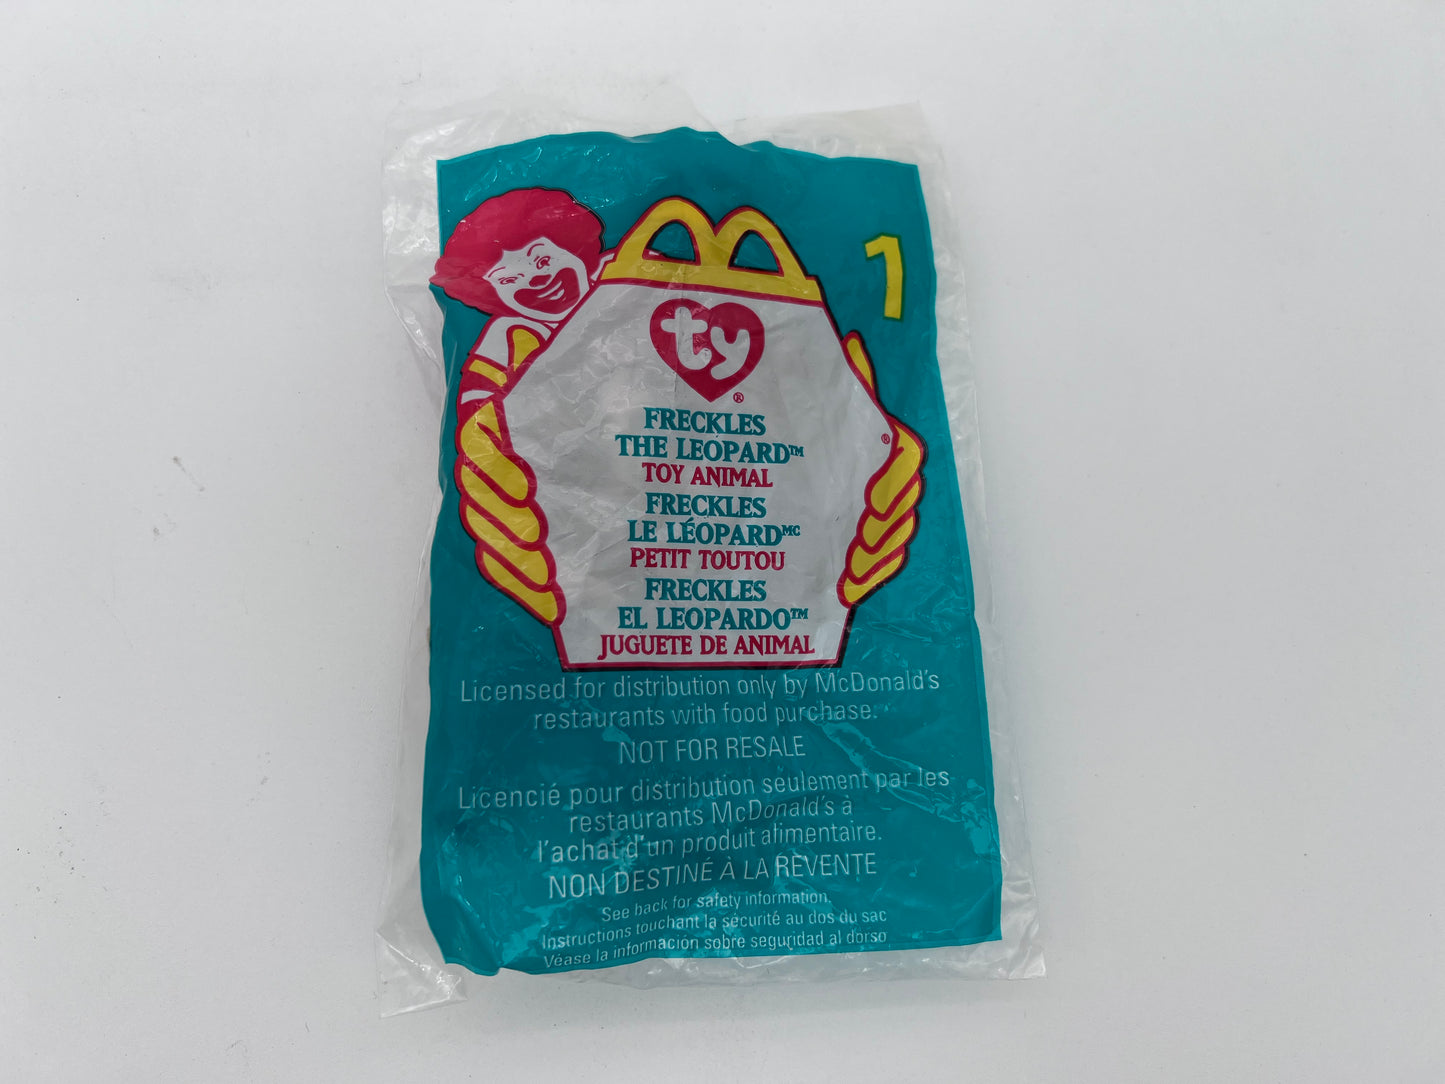 1
ty®
FRECKLES
THE LEOPARD™
TOY ANIMAL
FRECKLES
LE LÉOPARDMC
PETIT TOUTOU
FRECKLES
EL LEOPARDO™
JUGUETE DE ANIMAL
®
Licensed for distribution only by McDonald's
restaurants with food purchase.
NOT FOR RESALE
Licencié pour distribution seulement par les
restaurants McDonald's à
l'achat d'un produit alimentaire.
NON DESTINÉ À LA REVENTE
See back for safety information.
Instructions touchant la sécurité au dos du sac
Véase la información sobre seguridad al dorso